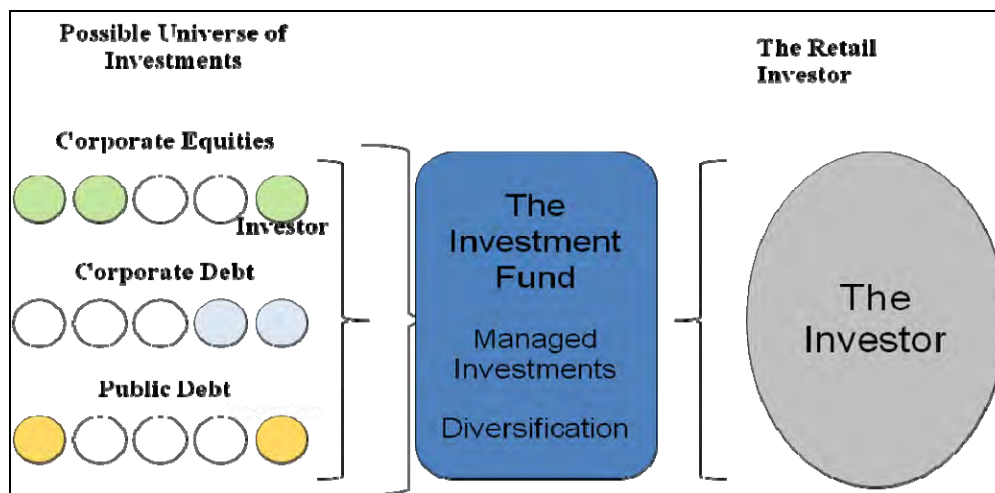 Possible Universe of
Investments
The Retail
Investor
Corporate Equities
Investor
Corporate Debt
Public Debt
The
Investment
Fund
Managed
Investments
Diversification
The
Investor